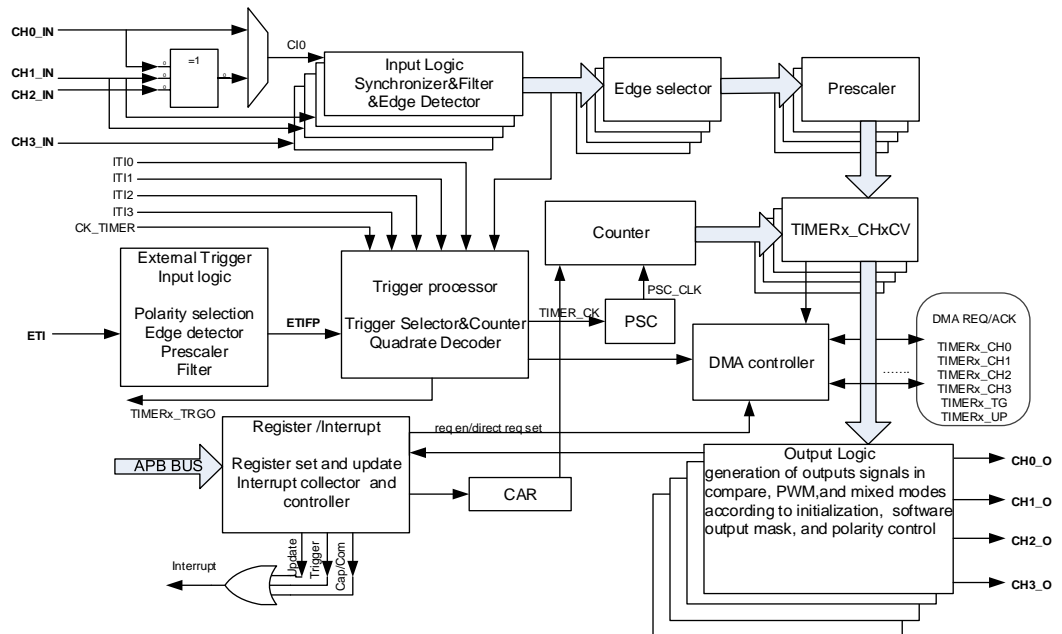 CH0_IN
CH1_IN
CH2_IN
CH3_IN
=1
CI0
Input Logic
Synchronizer&Filter
&Edge Detector
Edge selector
Prescaler
ITI0
ITI1
ITI2
ITI3
CK_TIMER
Counter
TIMERx_CHxCV
External Trigger
Input logic
Polarity selection
Edge detector
Prescaler
Filter
ETI
ETIFP
Trigger processor
Trigger Selector&Counter
Quadrate Decoder
TIMER_CK
PSC
PSC_CLK
DMA controller
DMA REQ/ACK
TIMERx_CH0
TIMERx_CH1
TIMERx_CH2
TIMERx_CH3
TIMERx_TG
TIMERx_UP
........
TIMERx_TRGO
Register /Interrupt
Register set and update
Interrupt collector and
controller
req en/direct req set
APB BUS
CAR
Output Logic
generation of outputs signals in
compare, PWM,and mixed modes
according to initialization, software
output mask, and polarity control
CH0_O
CH1_O
CH2_O
CH3_O
Update
Trigger
Cap/Com
Interrupt